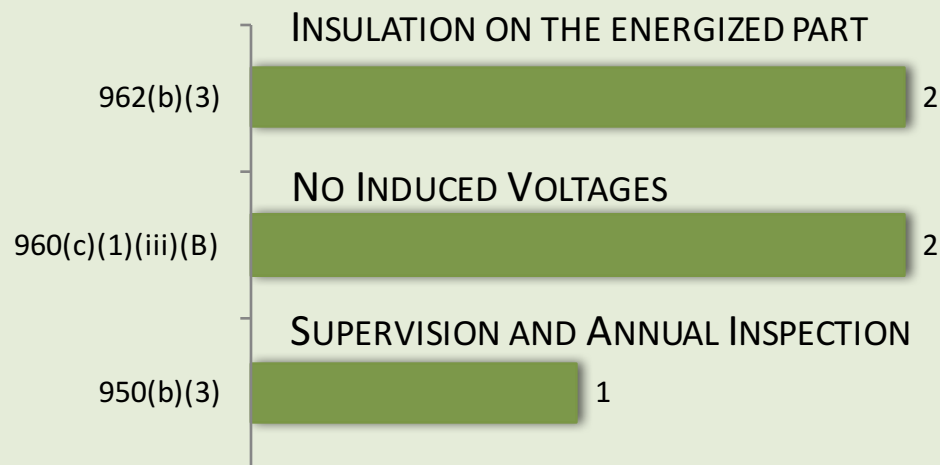 INSULATION ON THE ENERGIZED PART
962(b)(3) 2
NO INDUCED VOLTAGES
960(c)(1)(iii)(B) 2
SUPERVISION AND ANNUAL INSPECTION
950(b)(3) 1